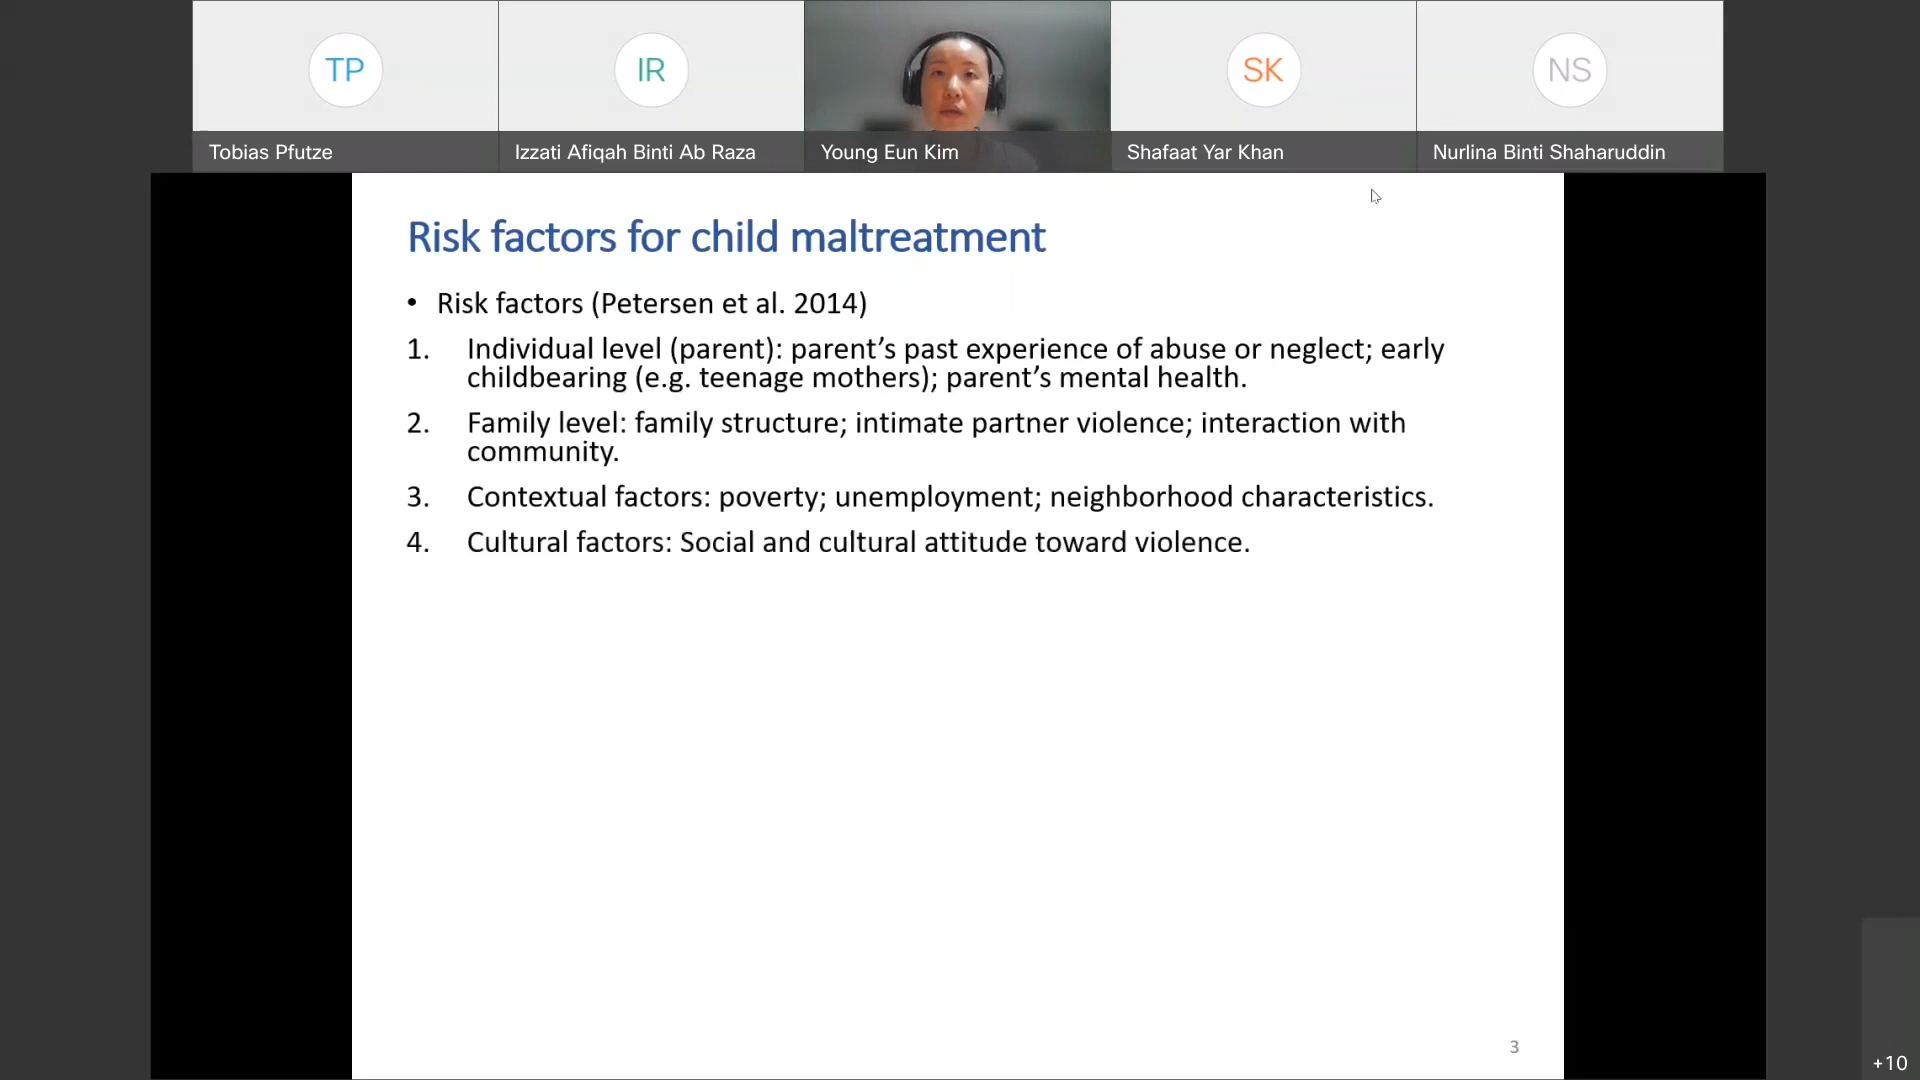 TP
IR
SK
NS
Tobias Pfutze
Izzati Afiqah Binti Ab Raza
Young Eun Kim
Shafaat Yar Khan
Nurlina Binti Shaharuddin
Risk factors for child maltreatment
• Risk factors (Petersen et al. 2014)
1. Individual level (parent): parent’s past experience of abuse or neglect; early
childbearing (e.g. teenage mothers); parent’s mental health.
2. Family level: family structure; intimate partner violence; interaction with
community.
3. Contextual factors: poverty; unemployment; neighborhood characteristics.
4. Cultural factors: Social and cultural attitude toward violence.
3
+10